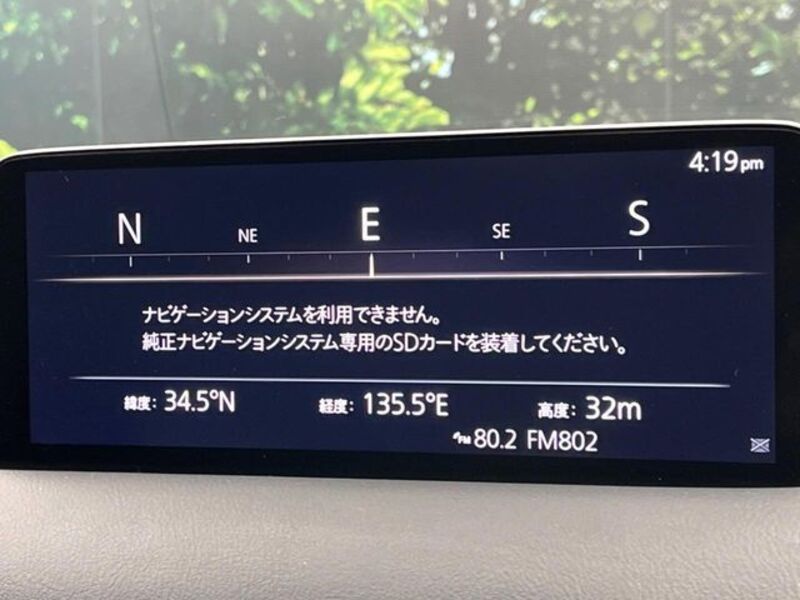 4:19pm
N NE E SE S
ナビゲーションシステムを利用できません。
純正ナビゲーションシステム専用のSDカードを装着してください。
緯度: 34.5°N 経度: 135.5°E 高度: 32m
FM 80.2 FM802